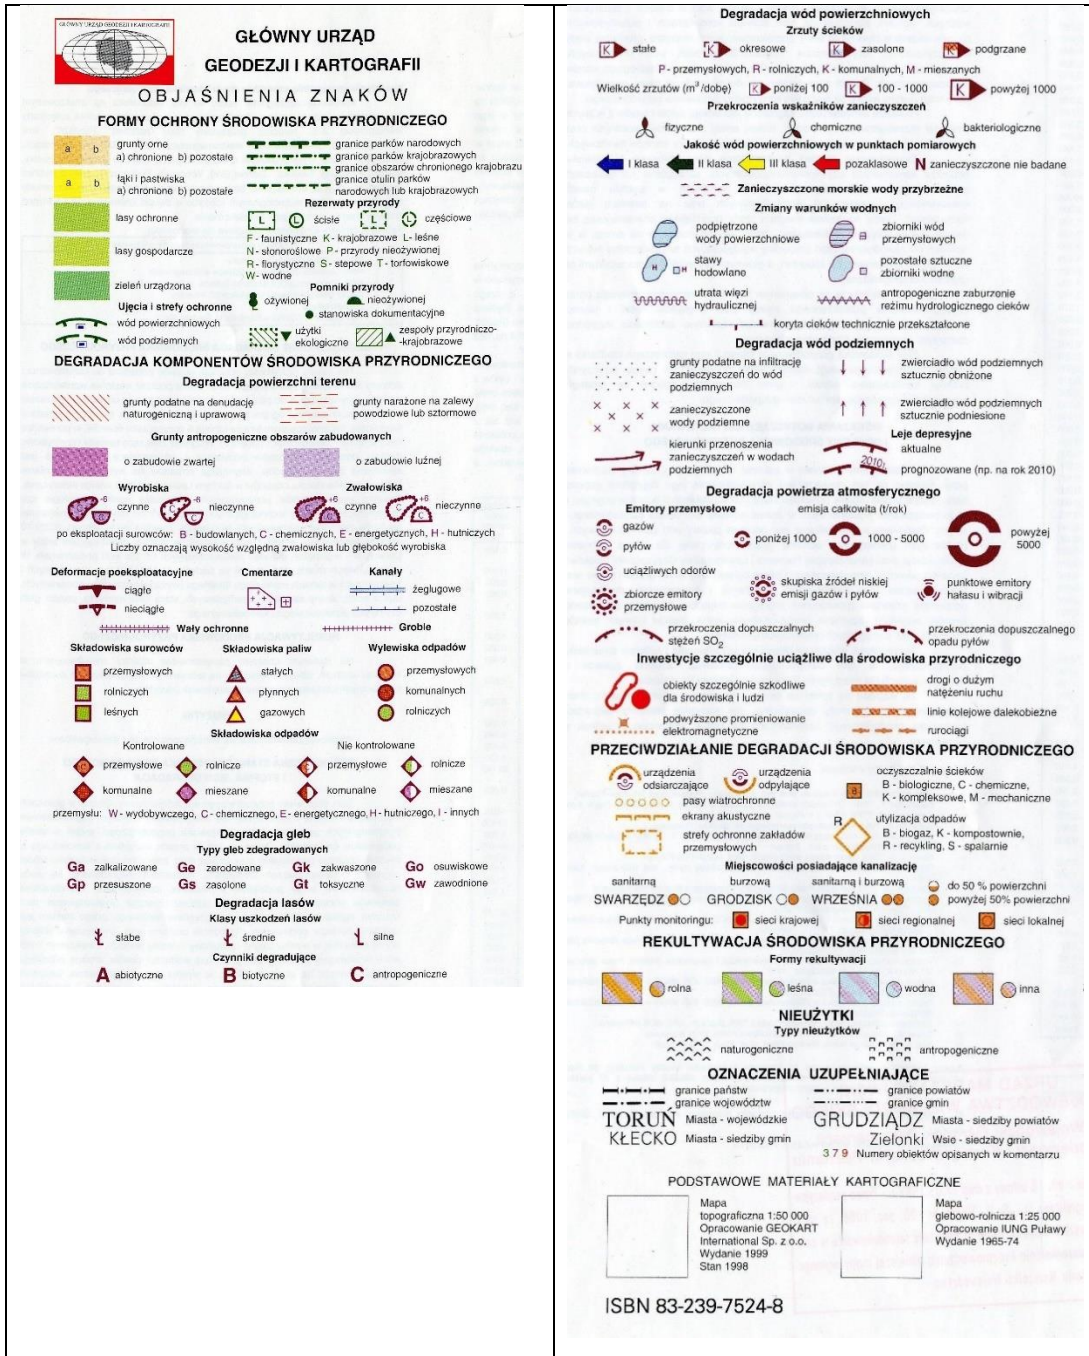 GŁÓWNY URZĄD GEODEZJI I KARTOGRAFII
GŁÓWNY URZĄD
GEODEZJI I KARTOGRAFII
OBJAŚNIENIA ZNAKÓW
FORMY OCHRONY ŚRODOWISKA PRZYRODNICZEGO
a b grunty orne
a) chronione b) pozostałe
a b łąki i pastwiska
a) chronione b) pozostałe
lasy ochronne
lasy gospodarcze
zieleń urządzona
Ujęcia i strefy ochronne
wód powierzchniowych
wód podziemnych
granice parków narodowych
granice parków krajobrazowych
granice obszarów chronionego krajobrazu
granice otulin parków
narodowych lub krajobrazowych
Rezerwaty przyrody
L L ścisłe L L częściowe
F - faunistyczne K - krajobrazowe L - leśne
N - słonoroślowe P - przyrody nieożywionej
R - florystyczne S - stepowe T - torfowiskowe
W - wodne
Pomniki przyrody
ożywionej nieożywionej
stanowiska dokumentacyjne
użytki
ekologiczne
zespoły przyrodniczo-
-krajobrazowe
DEGRADACJA KOMPONENTÓW ŚRODOWISKA PRZYRODNICZEGO
Degradacja powierzchni terenu
grunty podatne na denudację
naturogeniczną i uprawową
grunty narażone na zalewy
powodziowe lub sztormowe
Grunty antropogeniczne obszarów zabudowanych
o zabudowie zwartej o zabudowie luźnej
Wyrobiska Zwałowiska
C C -6 czynne C C -6 nieczynne C C +6 czynne C C +6 nieczynne
po eksploatacji surowców: B - budowlanych, C - chemicznych, E - energetycznych, H - hutniczych
Liczby oznaczają wysokość względną zwałowiska lub głębokość wyrobiska
Deformacje poeksploatacyjne Cmentarze Kanały
ciągłe żeglugowe
nieciągłe pozostałe
Wały ochronne Groble
Składowiska surowców Składowiska paliw Wylewiska odpadów
przemysłowych stałych przemysłowych
rolniczych płynnych komunalnych
leśnych gazowych rolniczych
Składowiska odpadów
Kontrolowane Nie kontrolowane
C przemysłowe rolnicze C przemysłowe rolnicze
komunalne mieszane komunalne mieszane
przemysłu: W - wydobywczego, C - chemicznego, E - energetycznego, H - hutniczego, I - innych
Degradacja gleb
Typy gleb zdegradowanych
Ga zalkalizowane Ge zerodowane Gk zakwaszone Go osuwiskowe
Gp przesuszone Gs zasolone Gt toksyczne Gw zawodnione
Degradacja lasów
Klasy uszkodzeń lasów
słabe średnie silne
Czynniki degradujące
A abiotyczne B biotyczne C antropogeniczne
Degradacja wód powierzchniowych
Zrzuty ścieków
K stałe K okresowe K zasolone K podgrzane
P - przemysłowych, R - rolniczych, K - komunalnych, M - mieszanych
Wielkość zrzutów (m³/dobę) K poniżej 100 K 100 - 1000 K powyżej 1000
Przekroczenia wskaźników zanieczyszczeń
fizyczne chemiczne bakteriologiczne
Jakość wód powierzchniowych w punktach pomiarowych
I klasa II klasa III klasa pozaklasowe N zanieczyszczone nie badane
Zanieczyszczone morskie wody przybrzeżne
Zmiany warunków wodnych
podpiętrzone
wody powierzchniowe
zbiorniki wód
przemysłowych
H H stawy
hodowlane
pozostałe sztuczne
zbiorniki wodne
utrata więzi
hydraulicznej
antropogeniczne zaburzenie
reżimu hydrologicznego cieków
koryta cieków technicznie przekształcone
Degradacja wód podziemnych
grunty podatne na infiltrację
zanieczyszczeń do wód
podziemnych
zwierciadło wód podziemnych
sztucznie obniżone
zanieczyszczone
wody podziemne
zwierciadło wód podziemnych
sztucznie podniesione
kierunki przenoszenia
zanieczyszczeń w wodach
podziemnych
Leje depresyjne
aktualne
2010 prognozowane (np. na rok 2010)
Degradacja powietrza atmosferycznego
Emitory przemysłowe emisja całkowita (t/rok)
gazów
pyłów
poniżej 1000 1000 - 5000 powyżej
5000
uciążliwych odorów
zbiorcze emitory
przemysłowe
skupiska źródeł niskiej
emisji gazów i pyłów
punktowe emitory
hałasu i wibracji
przekroczenia dopuszczalnych
stężeń SO₂
przekroczenia dopuszczalnego
opadu pyłów
Inwestycje szczególnie uciążliwe dla środowiska przyrodniczego
obiekty szczególnie szkodliwe
dla środowiska i ludzi
drogi o dużym
natężeniu ruchu
linie kolejowe dalekobieżne
podwyższone promieniowanie
elektromagnetyczne
rurociągi
PRZECIWDZIAŁANIE DEGRADACJI ŚRODOWISKA PRZYRODNICZEGO
urządzenia
odsiarczające
urządzenia
odpylające
pasy wiatrochronne
ekrany akustyczne
strefy ochronne zakładów
przemysłowych
oczyszczalnie ścieków
B - biologiczne, C - chemiczne,
K - kompleksowe, M - mechaniczne
R utylizacja odpadów
B - biogaz, K - kompostownie,
R - recykling, S - spalarnie
Miejscowości posiadające kanalizację
sanitarną burzową sanitarną i burzową
SWARZĘDZ GRODZISK WRZEŚNIA
do 50 % powierzchni
powyżej 50% powierzchni
Punkty monitoringu: sieci krajowej sieci regionalnej sieci lokalnej
REKULTYWACJA ŚRODOWISKA PRZYRODNICZEGO
Formy rekultywacji
rolna leśna wodna inna
NIEUŻYTKI
Typy nieużytków
naturogeniczne antropogeniczne
OZNACZENIA UZUPEŁNIAJĄCE
granice państw granice powiatów
granice województw granice gmin
TORUŃ Miasta - wojewódzkie GRUDZIĄDZ Miasta - siedziby powiatów
KŁECKO Miasta - siedziby gmin Zielonki Wsie - siedziby gmin
3 7 9 Numery obiektów opisanych w komentarzu
PODSTAWOWE MATERIAŁY KARTOGRAFICZNE
Mapa
topograficzna 1:50 000
Opracowanie GEOKART
International Sp. z o.o.
Wydanie 1999
Stan 1998
Mapa
glebowo-rolnicza 1:25 000
Opracowanie IUNG Puławy
Wydanie 1965-74
ISBN 83-239-7524-8